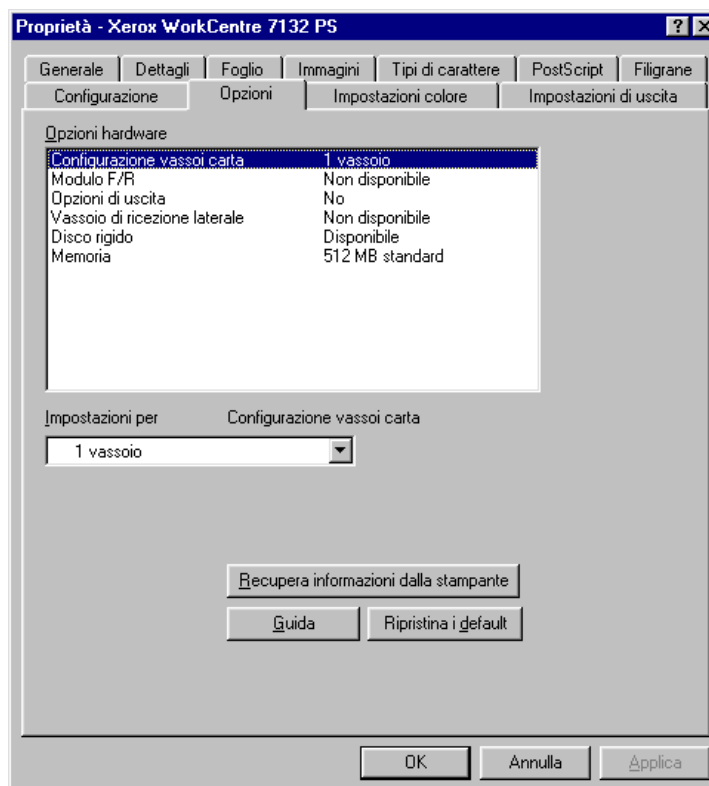 Proprietà - Xerox WorkCentre 7132 PS
Generale Dettagli Foglio Immagini Tipi di carattere PostScript Filigrane
Configurazione Opzioni Impostazioni colore Impostazioni di uscita
Opzioni hardware
Configurazione vassoi carta 1 vassoio
Modulo F/R Non disponibile
Opzioni di uscita No
Vassoio di ricezione laterale Non disponibile
Disco rigido Disponibile
Memoria 512 MB standard
Impostazioni per Configurazione vassoi carta
1 vassoio
Recupera informazioni dalla stampante
Guida Ripristina i default
OK Annulla Applica